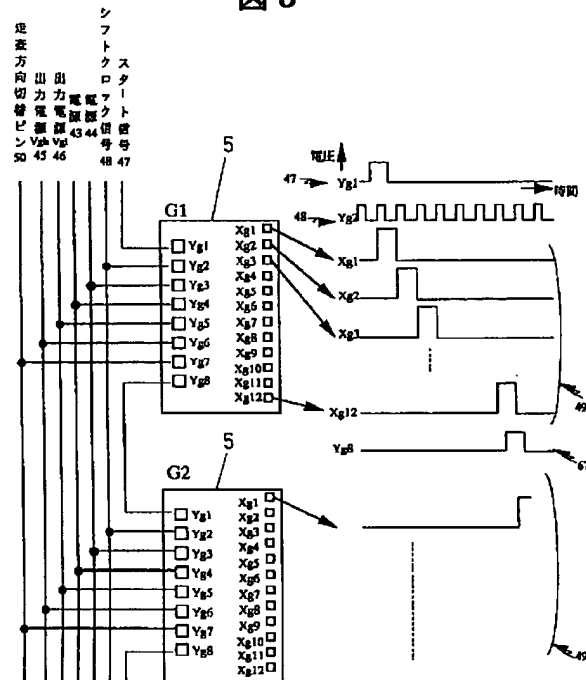 図8
走査方向切替ピン 50
出力電源Vgh 45
出力電源Vgl 46
電源 43
電源 44
シフトクロック信号 48
スタート信号 47
5
G1
Xg1
Xg2
Xg3
Xg4
Xg5
Xg6
Xg7
Xg8
Xg9
Xg10
Xg11
Xg12
Yg1
Yg2
Yg3
Yg4
Yg5
Yg6
Yg7
Yg8
電圧
時間
47 Yg1
48 Yg2
Xg1
Xg2
Xg3
Xg12
49
Yg8
67
5
G2
Xg1
Xg2
Xg3
Xg4
Xg5
Xg6
Xg7
Xg8
Xg9
Xg10
Xg11
Xg12
Yg1
Yg2
Yg3
Yg4
Yg5
Yg6
Yg7
Yg8
49